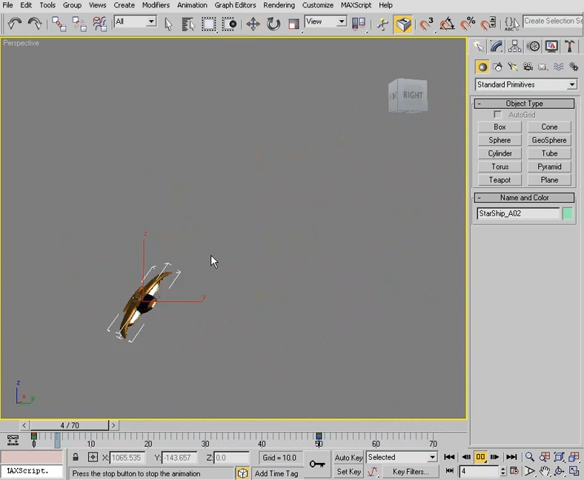 File Edit Tools Group Views Create Modifiers Animation Graph Editors Rendering Customize MAXScript Help
All View 3 % ABC Create Selection Se
Perspective
RIGHT
Standard Primitives
- Object Type
AutoGrid
Box Cone
Sphere GeoSphere
Cylinder Tube
Torus Pyramid
Teapot Plane
- Name and Color
StarShip_A02
z
y
z
x y
< 4 / 70 >
0 10 20 30 40 50 60 70
X: 1065.535 Y: -143.657 Z: 0.0 Grid = 10.0 Auto Key Selected
Press the stop button to stop the animation Add Time Tag Set Key Key Filters... 4